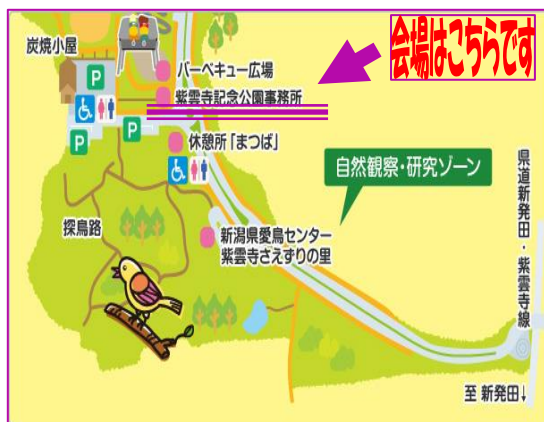 会場はこちらです
炭焼小屋
P
バーベキュー広場
紫雲寺記念公園事務所
P
P
休憩所「まつば」
自然観察・研究ゾーン
県道新発田・紫雲寺線
探鳥路
新潟県愛鳥センター
紫雲寺さえずりの里
至 新発田↓